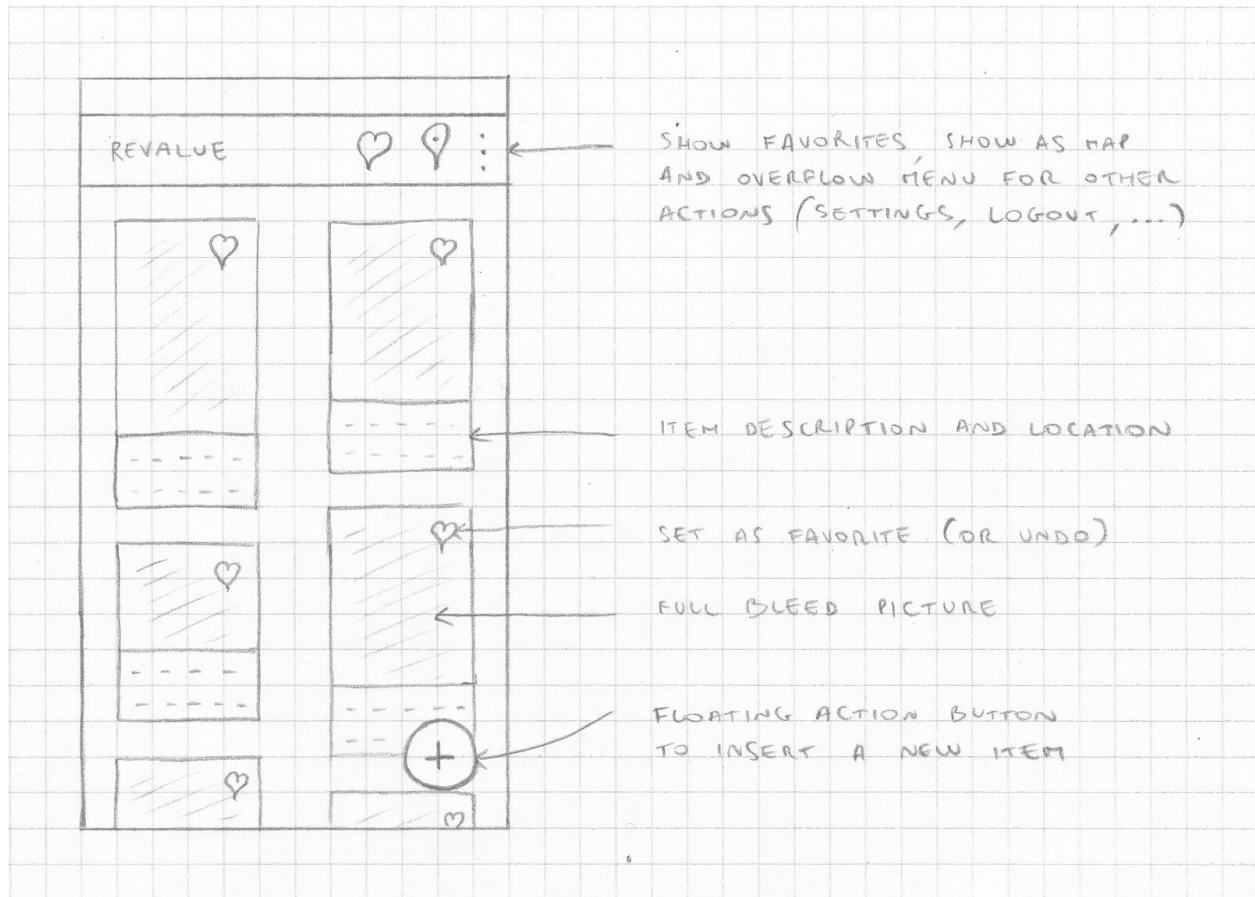 REVALUE
SHOW FAVORITES, SHOW AS MAP
AND OVERFLOW MENU FOR OTHER
ACTIONS (SETTINGS, LOGOUT, ...)
ITEM DESCRIPTION AND LOCATION
SET AS FAVORITE (OR UNDO)
FULL BLEED PICTURE
FLOATING ACTION BUTTON
TO INSERT A NEW ITEM